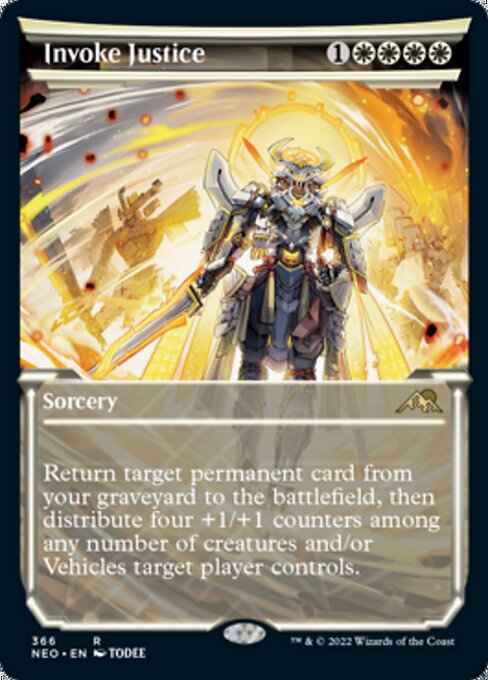 Invoke Justice 1
Sorcery
Return target permanent card from
your graveyard to the battlefield, then
distribute four +1/+1 counters among
any number of creatures and/or
Vehicles target player controls.
366 R
NEO • EN TODEE
™ & © 2022 Wizards of the Coast